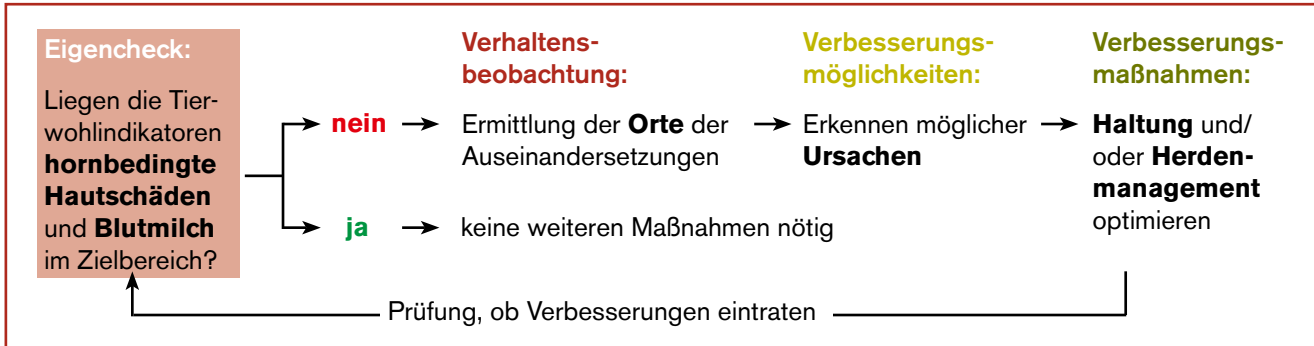 Eigencheck:
Liegen die Tier-
wohlindikatoren
hornbedingte
Hautschäden
und Blutmilch
im Zielbereich?
nein
ja
Verhaltens-
beobachtung:
Ermittlung der Orte der
Auseinandersetzungen
keine weiteren Maßnahmen nötig
Verbesserungs-
möglichkeiten:
Erkennen möglicher
Ursachen
Verbesserungs-
maßnahmen:
Haltung und/
oder Herden-
management
optimieren
Prüfung, ob Verbesserungen eintraten